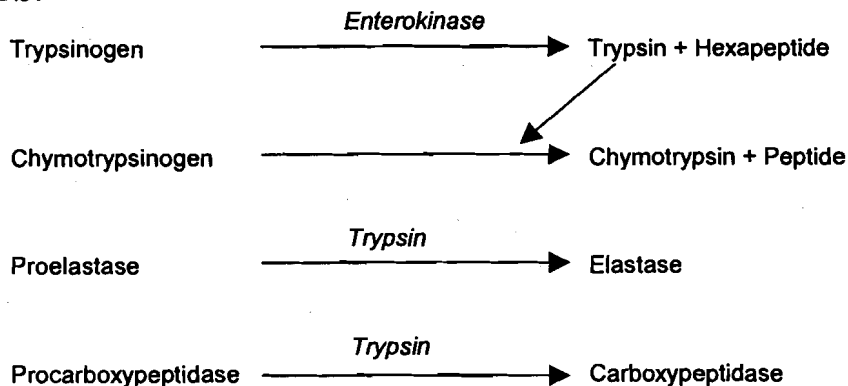 Enterokinase
Trypsinogen Trypsin + Hexapeptide
Chymotrypsinogen Chymotrypsin + Peptide
Trypsin
Proelastase Elastase
Trypsin
Procarboxypeptidase Carboxypeptidase